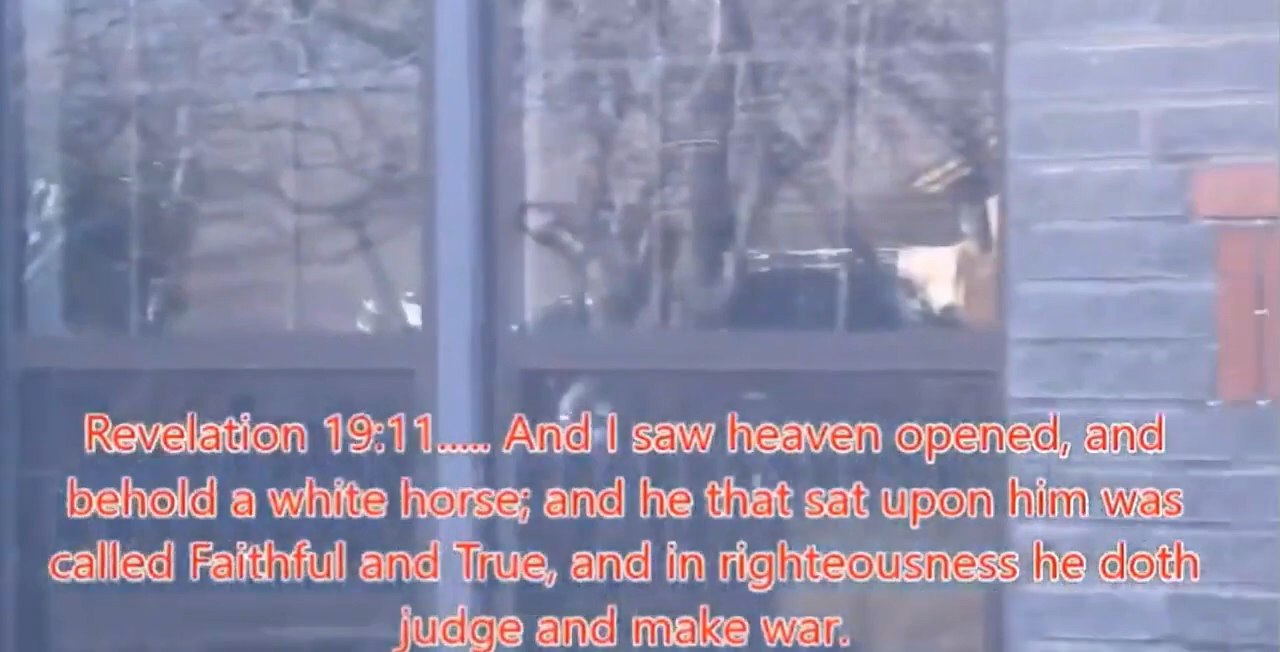 Revelation 19:11..... And I saw heaven opened, and
behold a white horse; and he that sat upon him was
called Faithful and True, and in righteousness he doth
judge and make war.